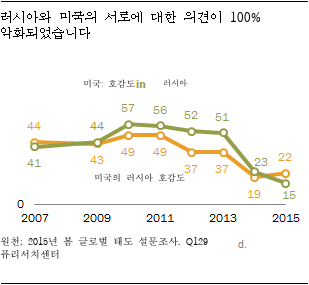 러시아와 미국의 서로에 대한 의견이 100%
악화되었습니다
미국: 호감도in 러시아
57 56 52 51
44 44
41 43 49 49 37 37 23 22
19 15
미국의 러시아 호감도
0
2007 2009 2011 2013 2015
원천; 2015년 봄 글로벌 태도 설문조사. Q129 d.
퓨리서치센터